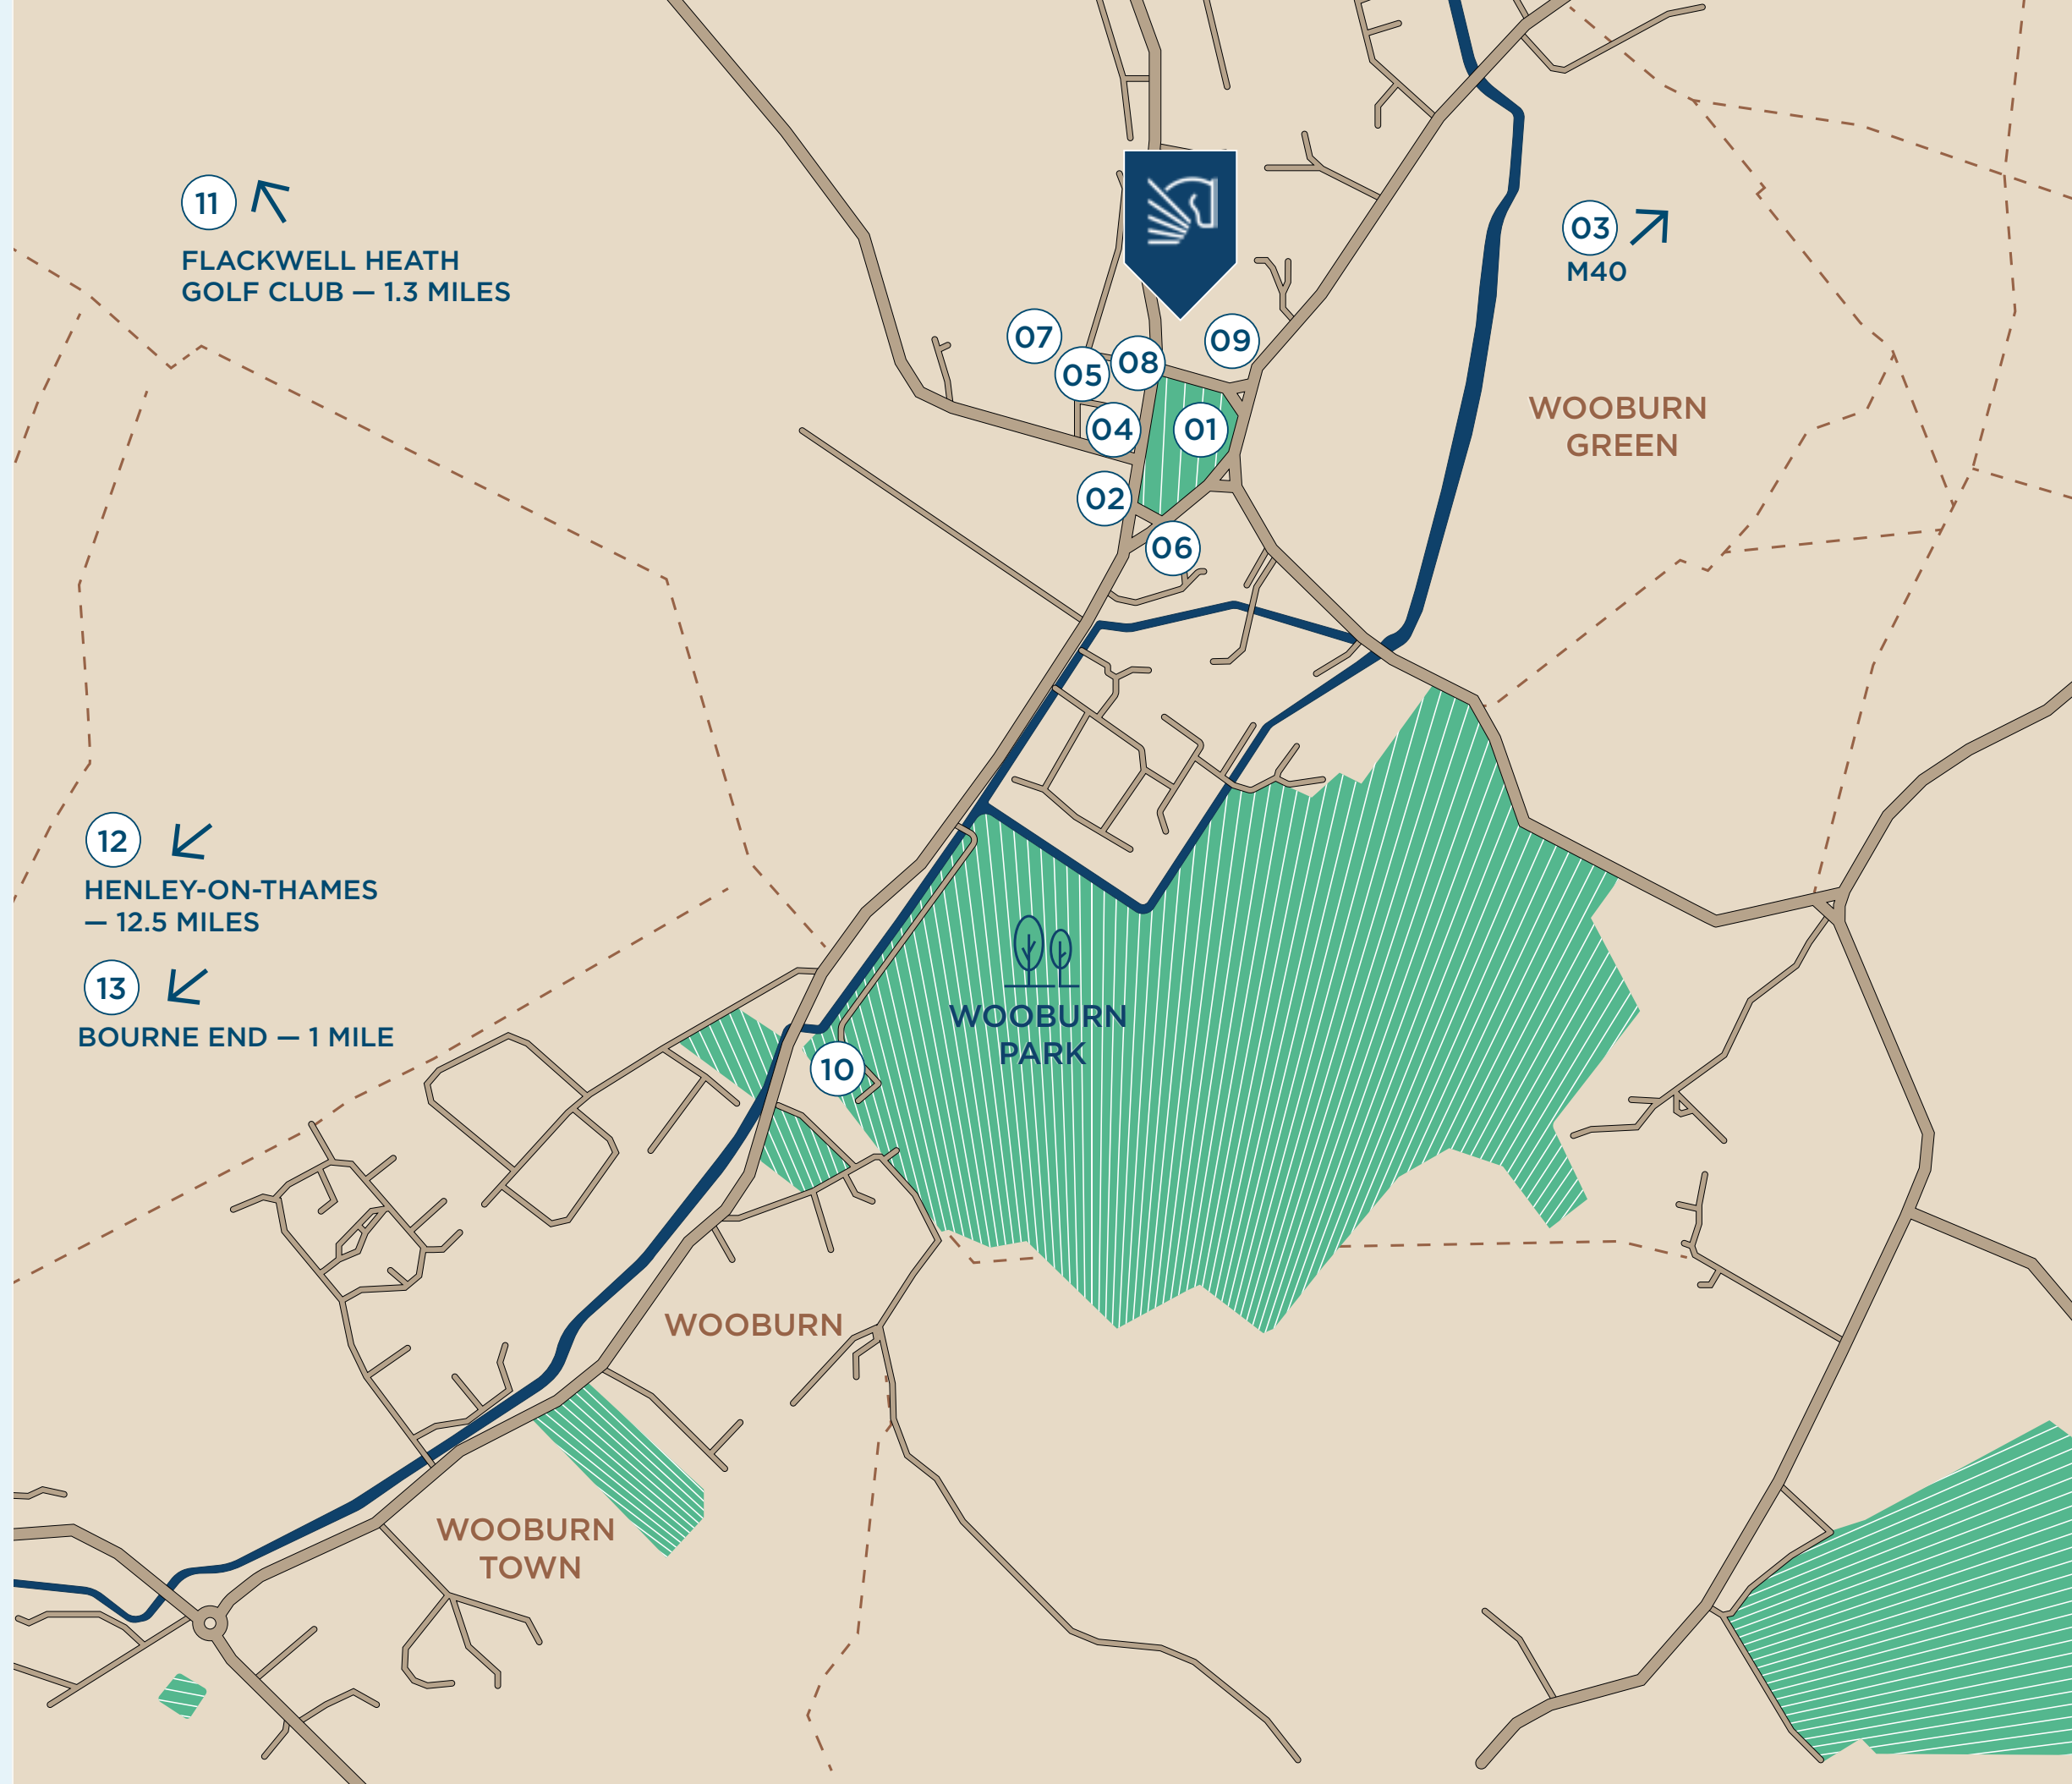 11
FLACKWELL HEATH
GOLF CLUB — 1.3 MILES
03
M40
07
05
08
09
04
01
02
06
WOOBURN
GREEN
12
HENLEY-ON-THAMES
— 12.5 MILES
13
BOURNE END — 1 MILE
WOOBURN
PARK
10
WOOBURN
WOOBURN
TOWN